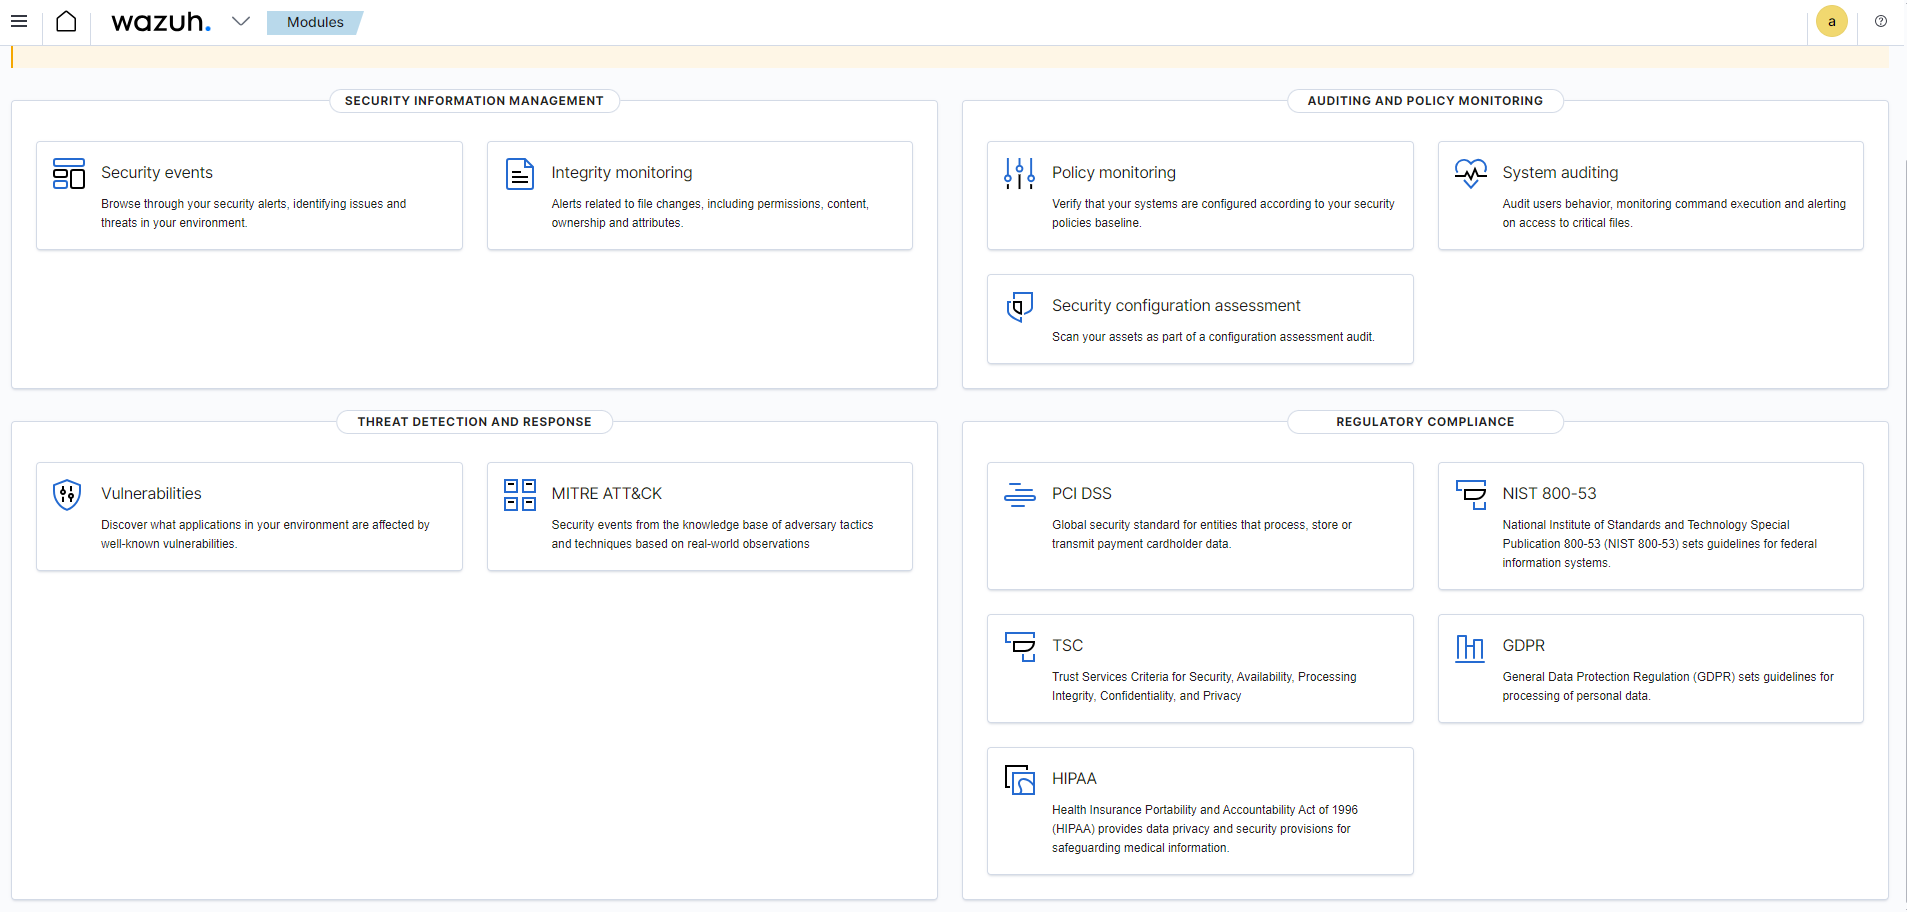 wazuh.
Modules
a
SECURITY INFORMATION MANAGEMENT
Security events
Browse through your security alerts, identifying issues and
threats in your environment.
Integrity monitoring
Alerts related to file changes, including permissions, content,
ownership and attributes.
AUDITING AND POLICY MONITORING
Policy monitoring
Verify that your systems are configured according to your security
policies baseline.
System auditing
Audit users behavior, monitoring command execution and alerting
on access to critical files.
Security configuration assessment
Scan your assets as part of a configuration assessment audit.
THREAT DETECTION AND RESPONSE
Vulnerabilities
Discover what applications in your environment are affected by
well-known vulnerabilities.
MITRE ATT&CK
Security events from the knowledge base of adversary tactics
and techniques based on real-world observations
REGULATORY COMPLIANCE
PCI DSS
Global security standard for entities that process, store or
transmit payment cardholder data.
NIST 800-53
National Institute of Standards and Technology Special
Publication 800-53 (NIST 800-53) sets guidelines for federal
information systems.
TSC
Trust Services Criteria for Security, Availability, Processing
Integrity, Confidentiality, and Privacy
GDPR
General Data Protection Regulation (GDPR) sets guidelines for
processing of personal data.
HIPAA
Health Insurance Portability and Accountability Act of 1996
(HIPAA) provides data privacy and security provisions for
safeguarding medical information.